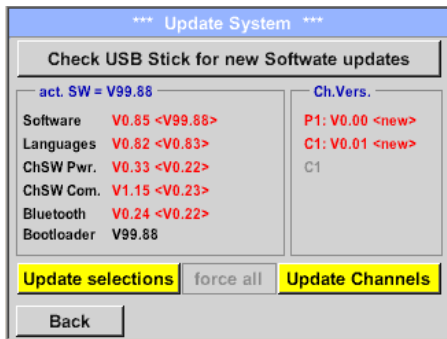 *** Update System ***
Check USB Stick for new Softwate updates
act. SW = V99.88
Software V0.85 <V99.88>
Languages V0.82 <V0.83>
ChSW Pwr. V0.33 <V0.22>
ChSW Com. V1.15 <V0.23>
Bluetooth V0.24 <V0.22>
Bootloader V99.88
Ch.Vers.
P1: V0.00 <new>
C1: V0.01 <new>
C1
Update selections force all Update Channels
Back